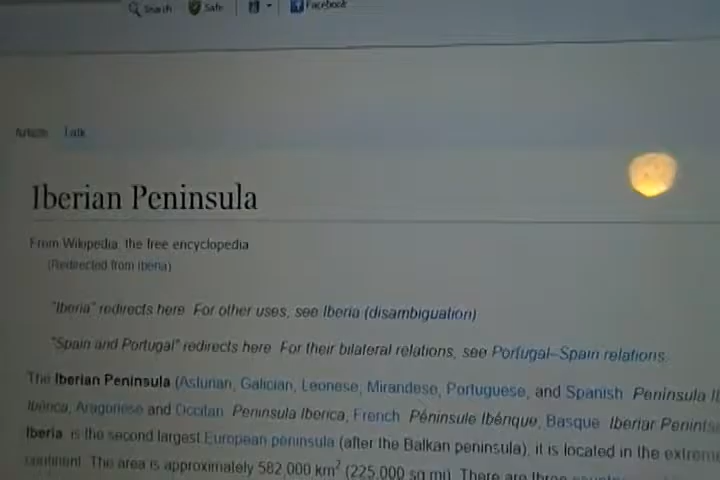 Search Safe Facebook
Article Talk
Iberian Peninsula
From Wikipedia, the free encyclopedia
(Redirected from Iberia)
"Iberia" redirects here. For other uses, see Iberia (disambiguation)
"Spain and Portugal" redirects here. For their bilateral relations, see Portugal–Spain relations.
The Iberian Peninsula (Asturian, Galician, Leonese, Mirandese, Portuguese, and Spanish: Península
Ibérica, Aragonese and Occitan: Peninsula Iberica, French: Péninsule Ibérique, Basque: Iberiar
Iberia, is the second largest European peninsula (after the Balkan peninsula), it is located in the
continent. The area is approximately 582,000 km² (225,000 sq mi). There are three